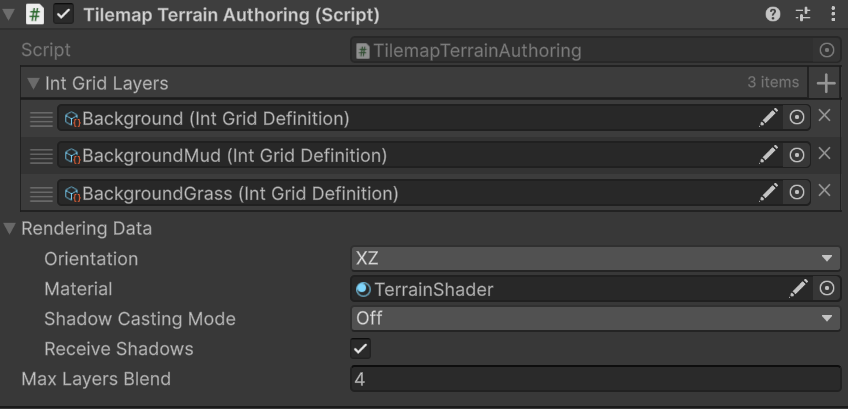 Tilemap Terrain Authoring (Script)
Script TilemapTerrainAuthoring
Int Grid Layers 3 items
Background (Int Grid Definition)
BackgroundMud (Int Grid Definition)
BackgroundGrass (Int Grid Definition)
Rendering Data
Orientation XZ
Material TerrainShader
Shadow Casting Mode Off
Receive Shadows
Max Layers Blend 4